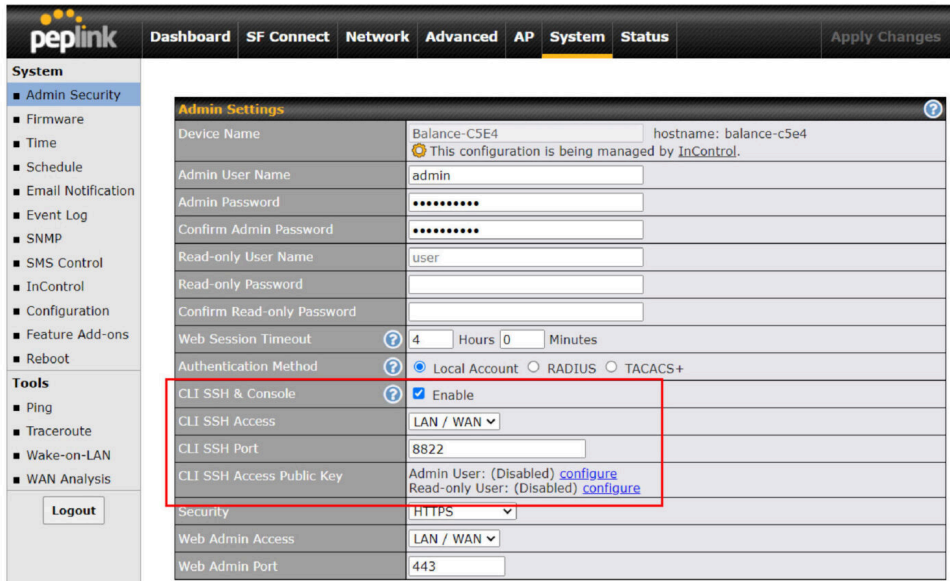 peplink
Dashboard SF Connect Network Advanced AP System Status Apply Changes
System
Admin Security
Firmware
Time
Schedule
Email Notification
Event Log
SNMP
SMS Control
InControl
Configuration
Feature Add-ons
Reboot
Tools
Ping
Traceroute
Wake-on-LAN
WAN Analysis
Logout
Admin Settings
Device Name Balance-C5E4 hostname: balance-c5e4
This configuration is being managed by InControl.
Admin User Name admin
Admin Password ••••••••••
Confirm Admin Password ••••••••••
Read-only User Name user
Read-only Password
Confirm Read-only Password
Web Session Timeout 4 Hours 0 Minutes
Authentication Method Local Account RADIUS TACACS+
CLI SSH & Console Enable
CLI SSH Access LAN / WAN
CLI SSH Port 8822
CLI SSH Access Public Key Admin User: (Disabled) configure
Read-only User: (Disabled) configure
Security HTTPS
Web Admin Access LAN / WAN
Web Admin Port 443